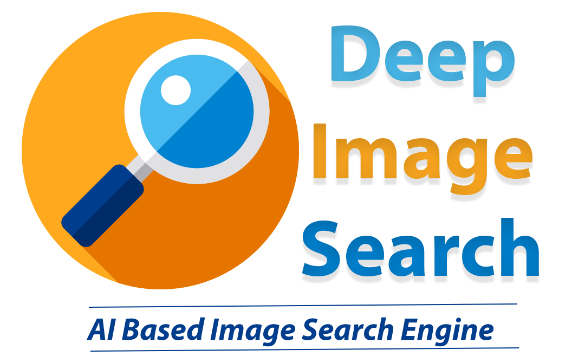 Deep
Image
Search
AI Based Image Search Engine